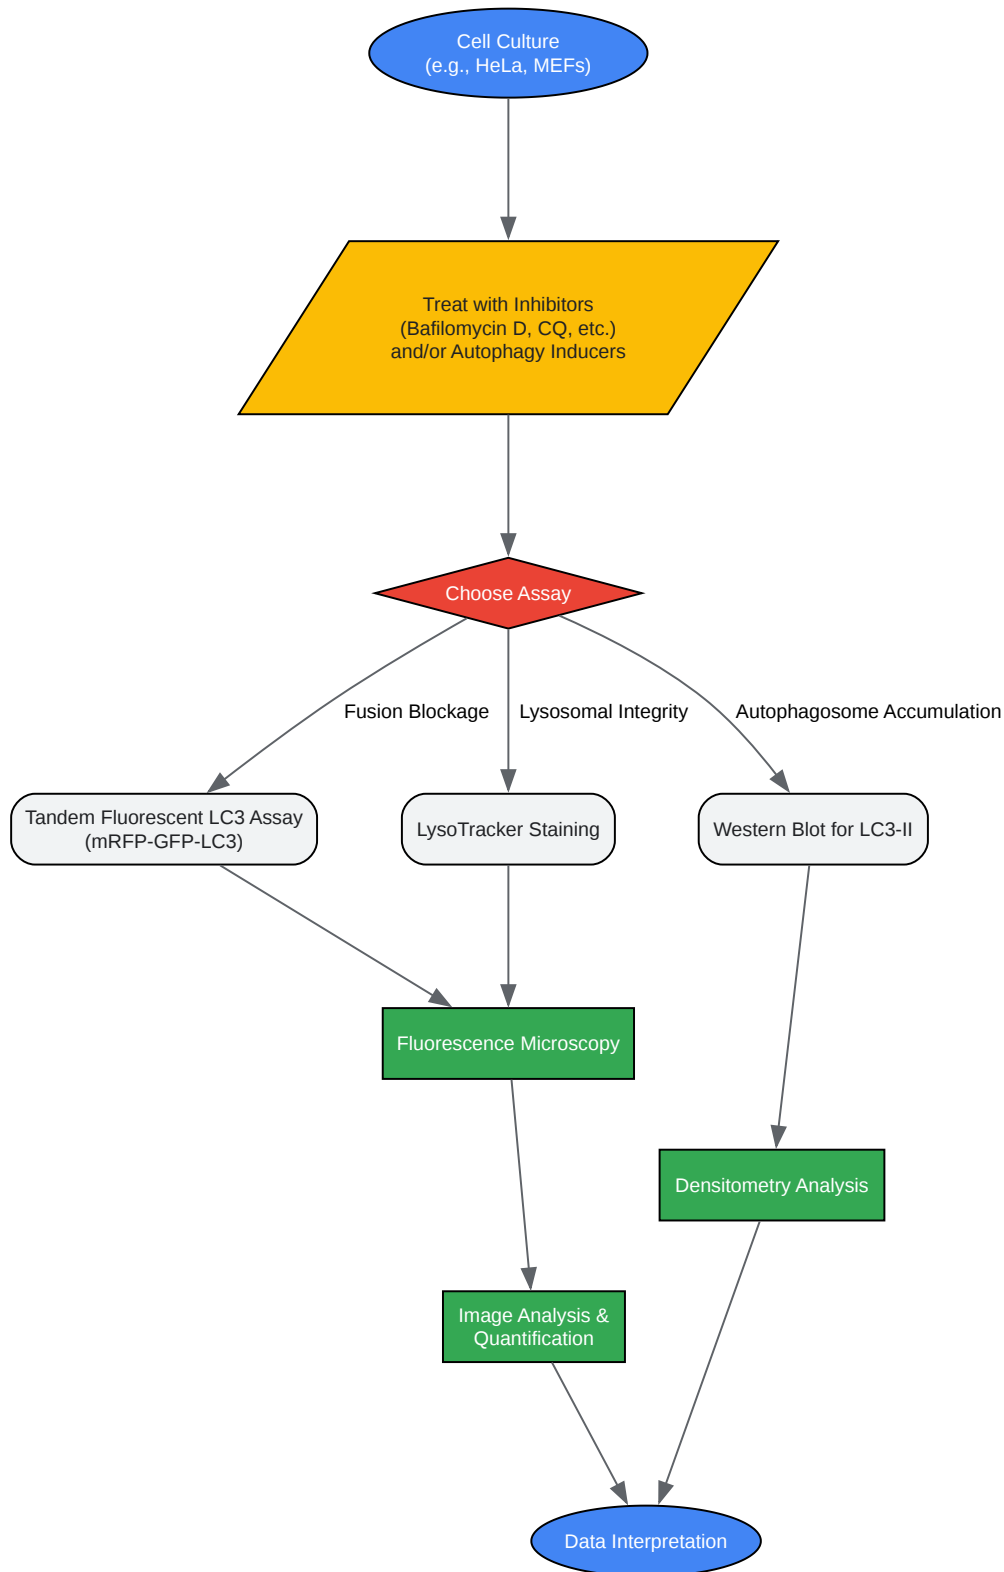 Cell Culture
(e.g., HeLa, MEFs)
Treat with Inhibitors
(Bafilomycin D, CQ, etc.)
and/or Autophagy Inducers
Choose Assay
Fusion Blockage
Lysosomal Integrity
Autophagosome Accumulation
Tandem Fluorescent LC3 Assay
(mRFP-GFP-LC3)
LysoTracker Staining
Western Blot for LC3-II
Fluorescence Microscopy
Densitometry Analysis
Image Analysis &
Quantification
Data Interpretation